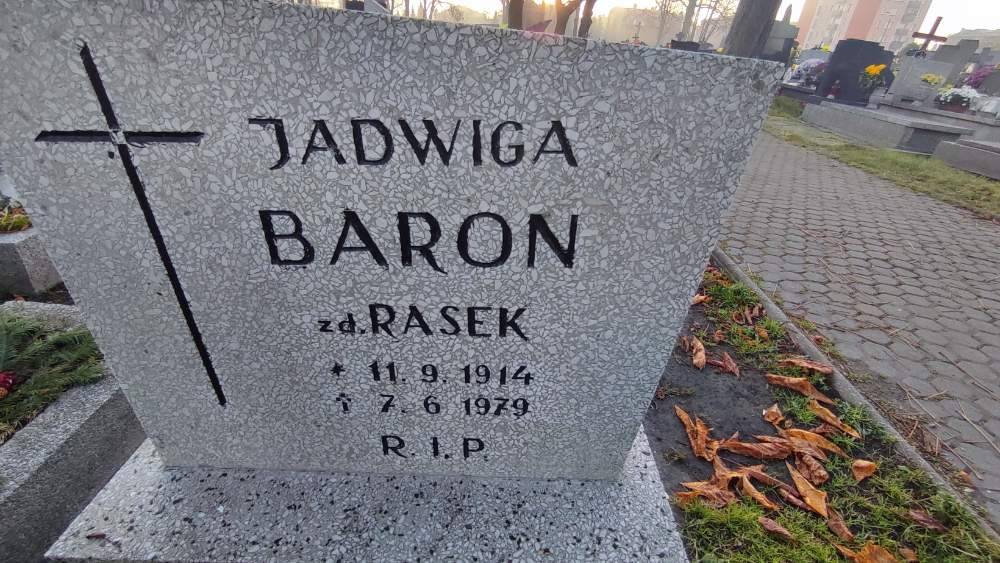 JADWIGA
BARON
zd. RASEK
* 11. 9. 1914
† 7. 6 1979
R. I. P.